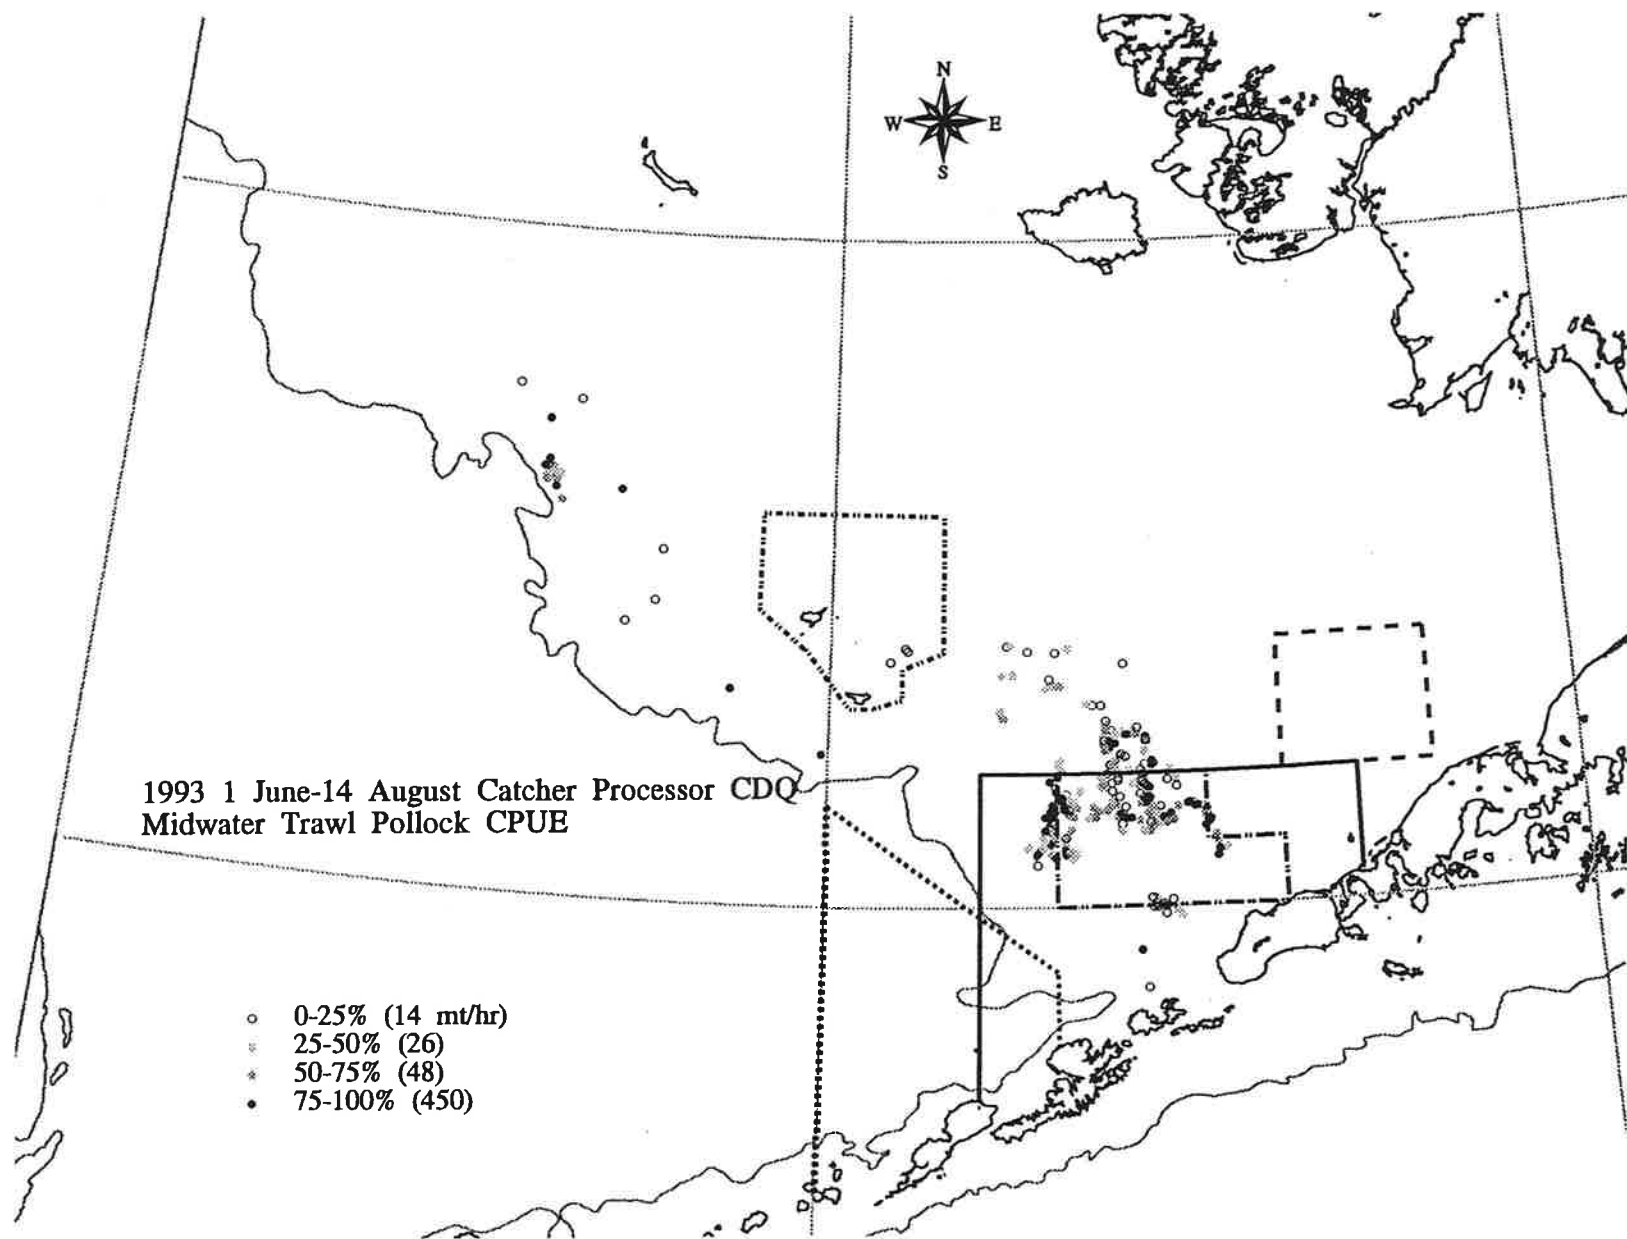 N
W E
S
1993 1 June-14 August Catcher Processor CDQ
Midwater Trawl Pollock CPUE
0-25% (14 mt/hr)
25-50% (26)
50-75% (48)
75-100% (450)